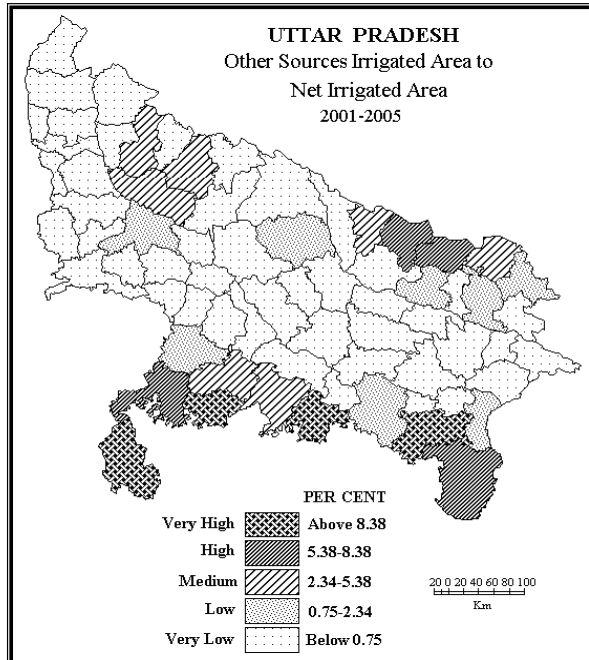 UTTAR PRADESH
Other Sources Irrigated Area to
Net Irrigated Area
2001-2005
PER CENT
Very High Above 8.38
High 5.38-8.38
Medium 2.34-5.38
Low 0.75-2.34
Very Low Below 0.75
20 0 20 40 60 80 100
Km